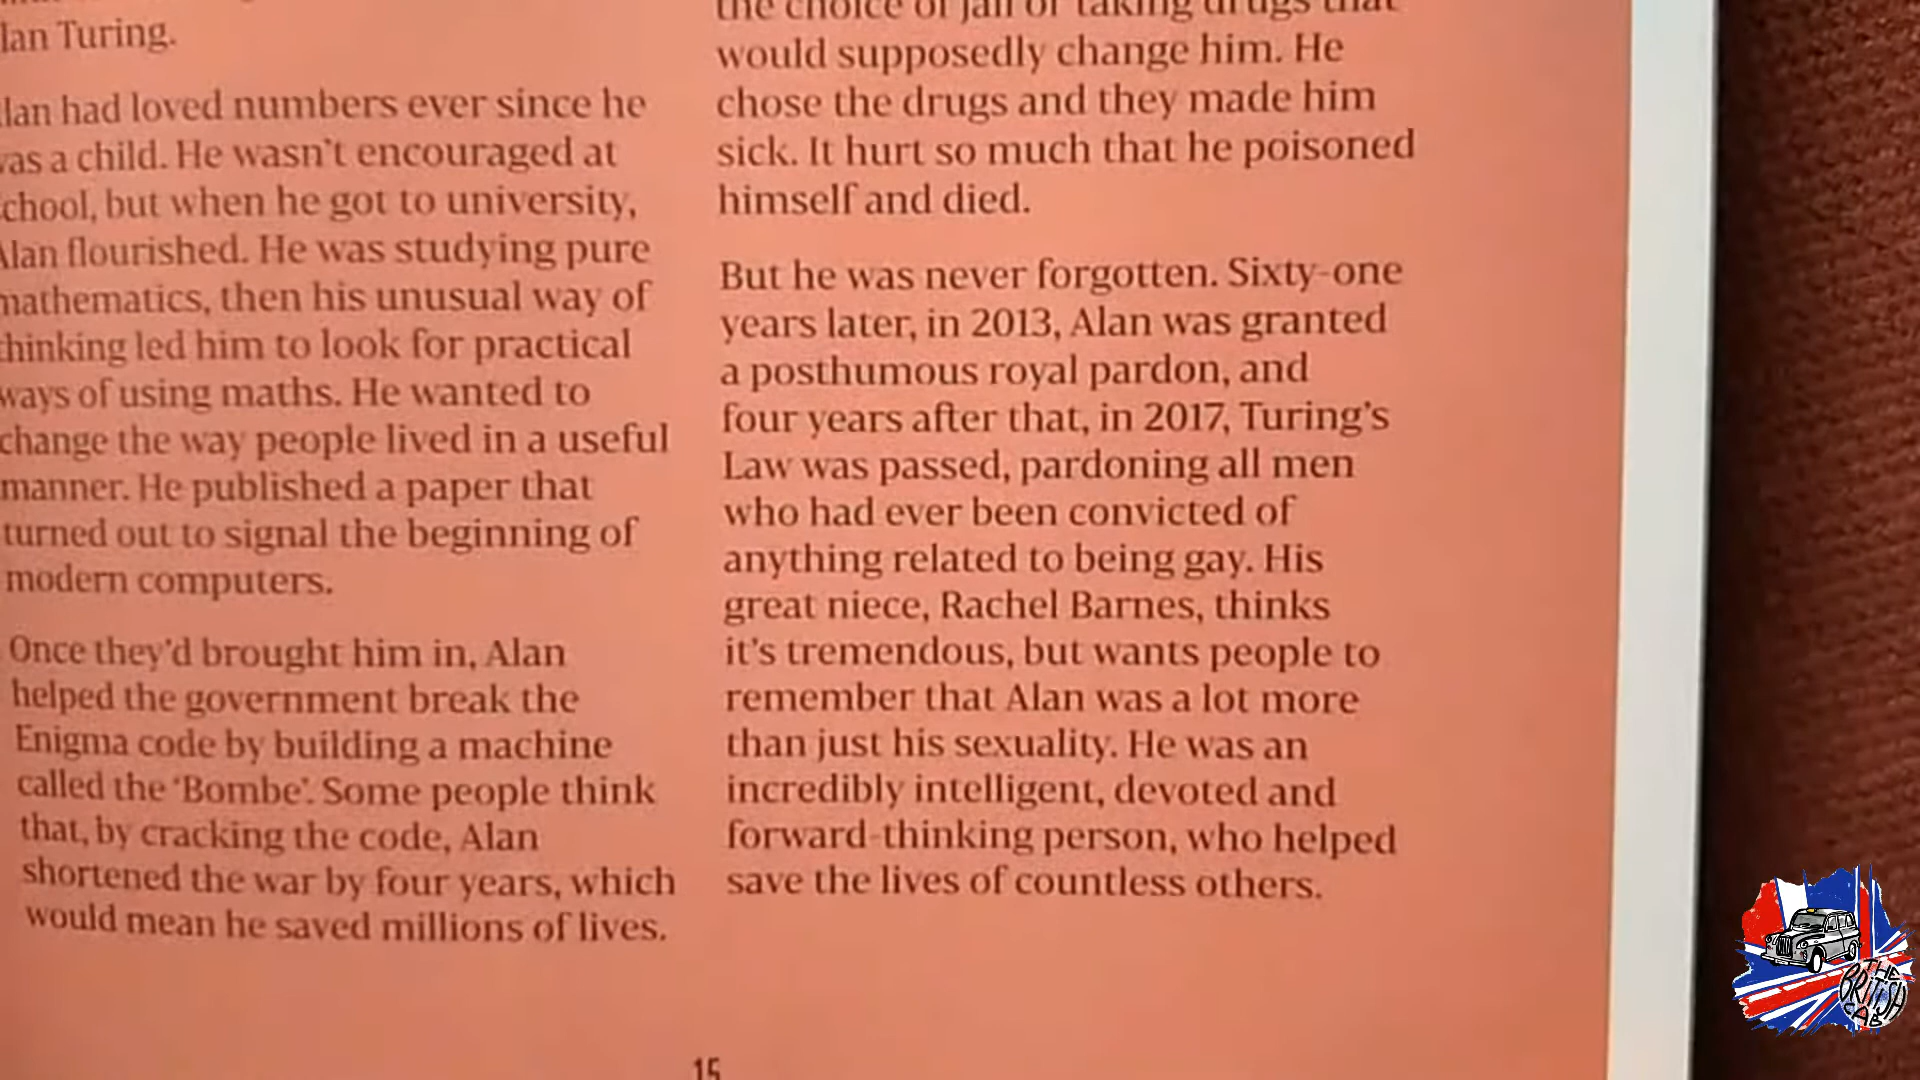 lan Turing.
lan had loved numbers ever since he
as a child. He wasn't encouraged at
chool, but when he got to university,
Alan flourished. He was studying pure
mathematics, then his unusual way of
thinking led him to look for practical
ways of using maths. He wanted to
change the way people lived in a useful
manner. He published a paper that
turned out to signal the beginning of
modern computers.
Once they'd brought him in, Alan
helped the government break the
Enigma code by building a machine
called the 'Bombe'. Some people think
that, by cracking the code, Alan
shortened the war by four years, which
would mean he saved millions of lives.
the choice of jail or taking drugs that
would supposedly change him. He
chose the drugs and they made him
sick. It hurt so much that he poisoned
himself and died.
But he was never forgotten. Sixty-one
years later, in 2013, Alan was granted
a posthumous royal pardon, and
four years after that, in 2017, Turing's
Law was passed, pardoning all men
who had ever been convicted of
anything related to being gay. His
great niece, Rachel Barnes, thinks
it's tremendous, but wants people to
remember that Alan was a lot more
than just his sexuality. He was an
incredibly intelligent, devoted and
forward-thinking person, who helped
save the lives of countless others.
15
THE
BRITISH
CAB